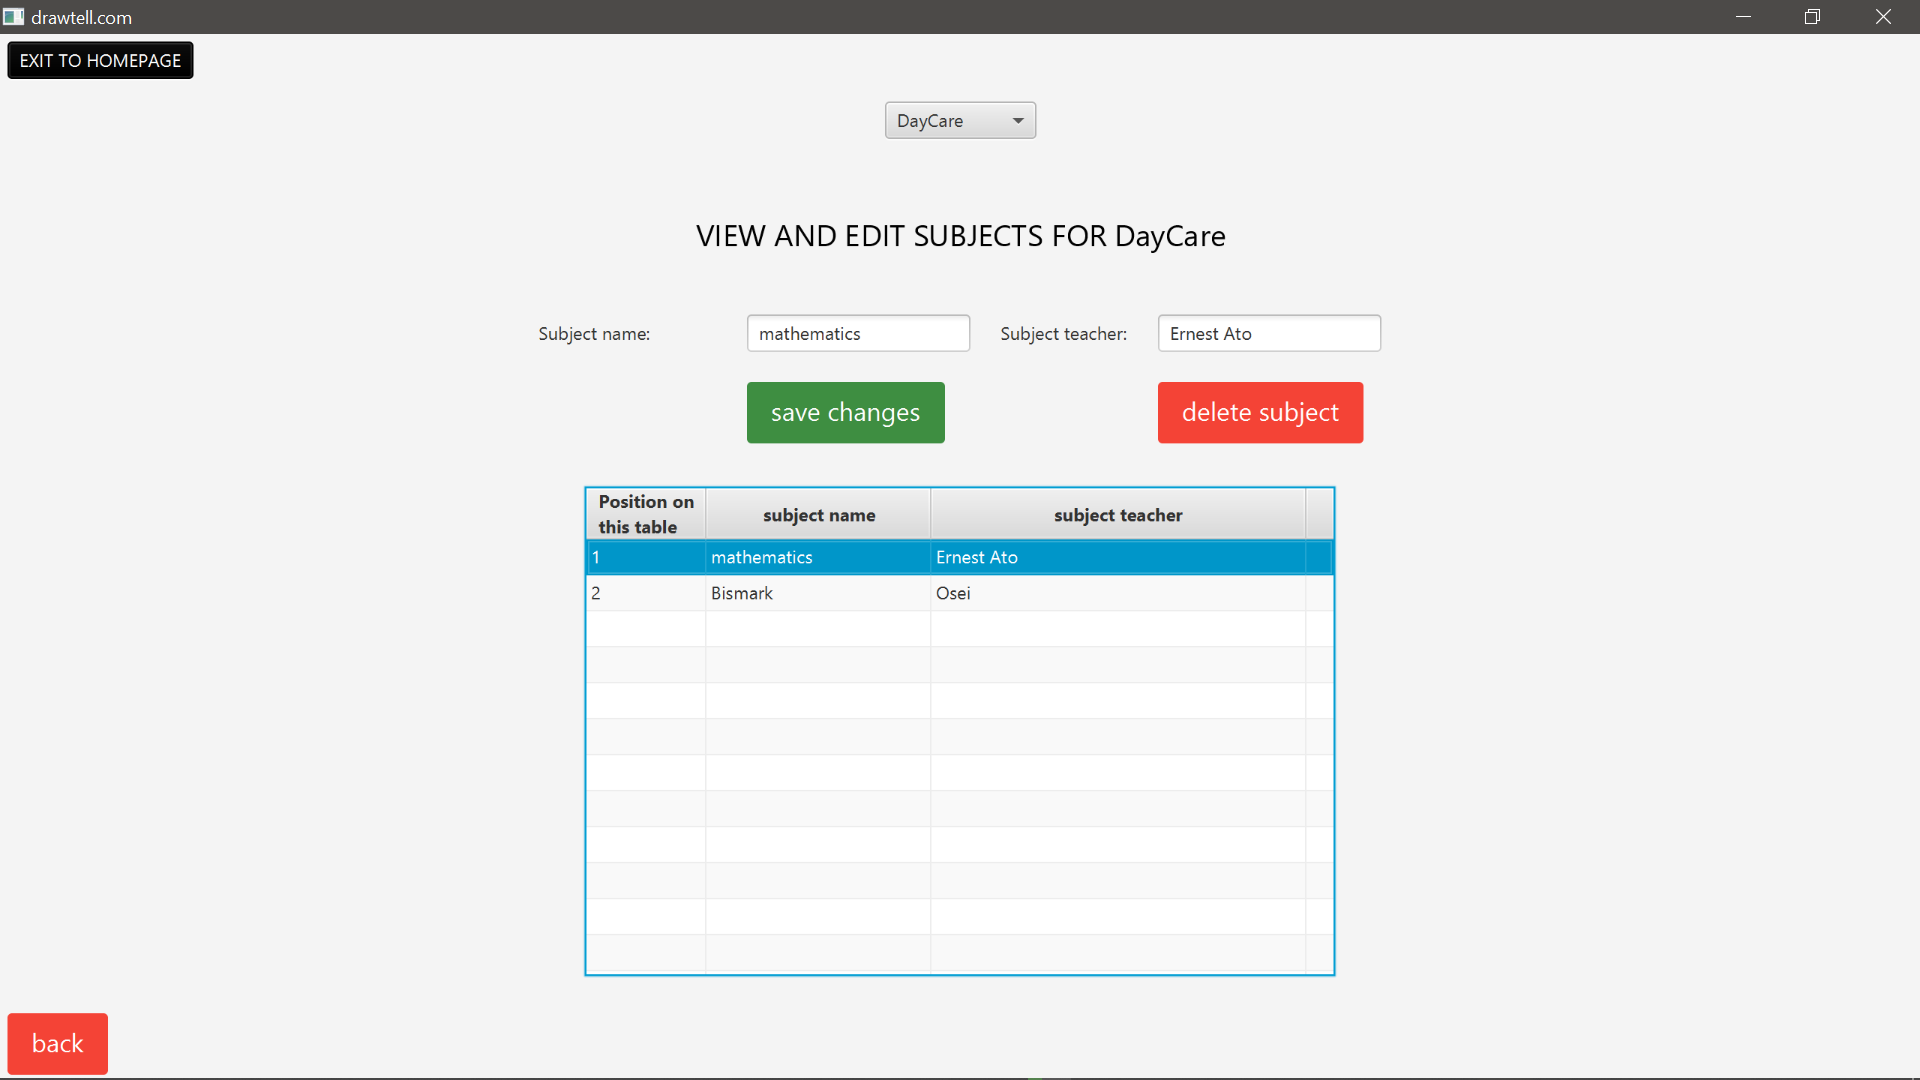 drawtell.com
EXIT TO HOMEPAGE
DayCare
VIEW AND EDIT SUBJECTS FOR DayCare
Subject name: mathematics Subject teacher: Ernest Ato
save changes delete subject
Position on
this table subject name subject teacher
1 mathematics Ernest Ato
2 Bismark Osei
back